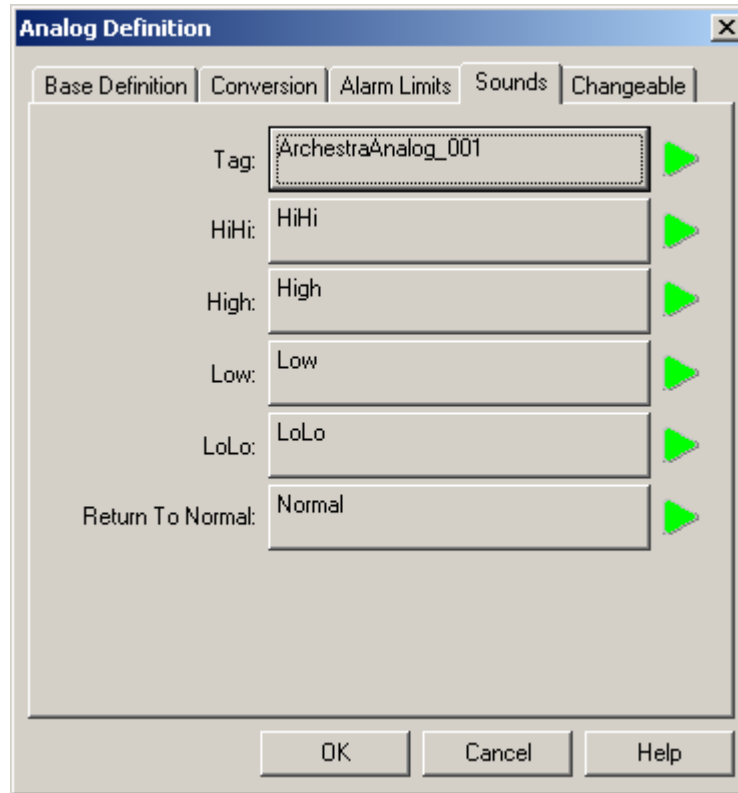 Analog Definition
Base Definition Conversion Alarm Limits Sounds Changeable
Tag: ArchestraAnalog_001
HiHi: HiHi
High: High
Low: Low
LoLo: LoLo
Return To Normal: Normal
OK Cancel Help